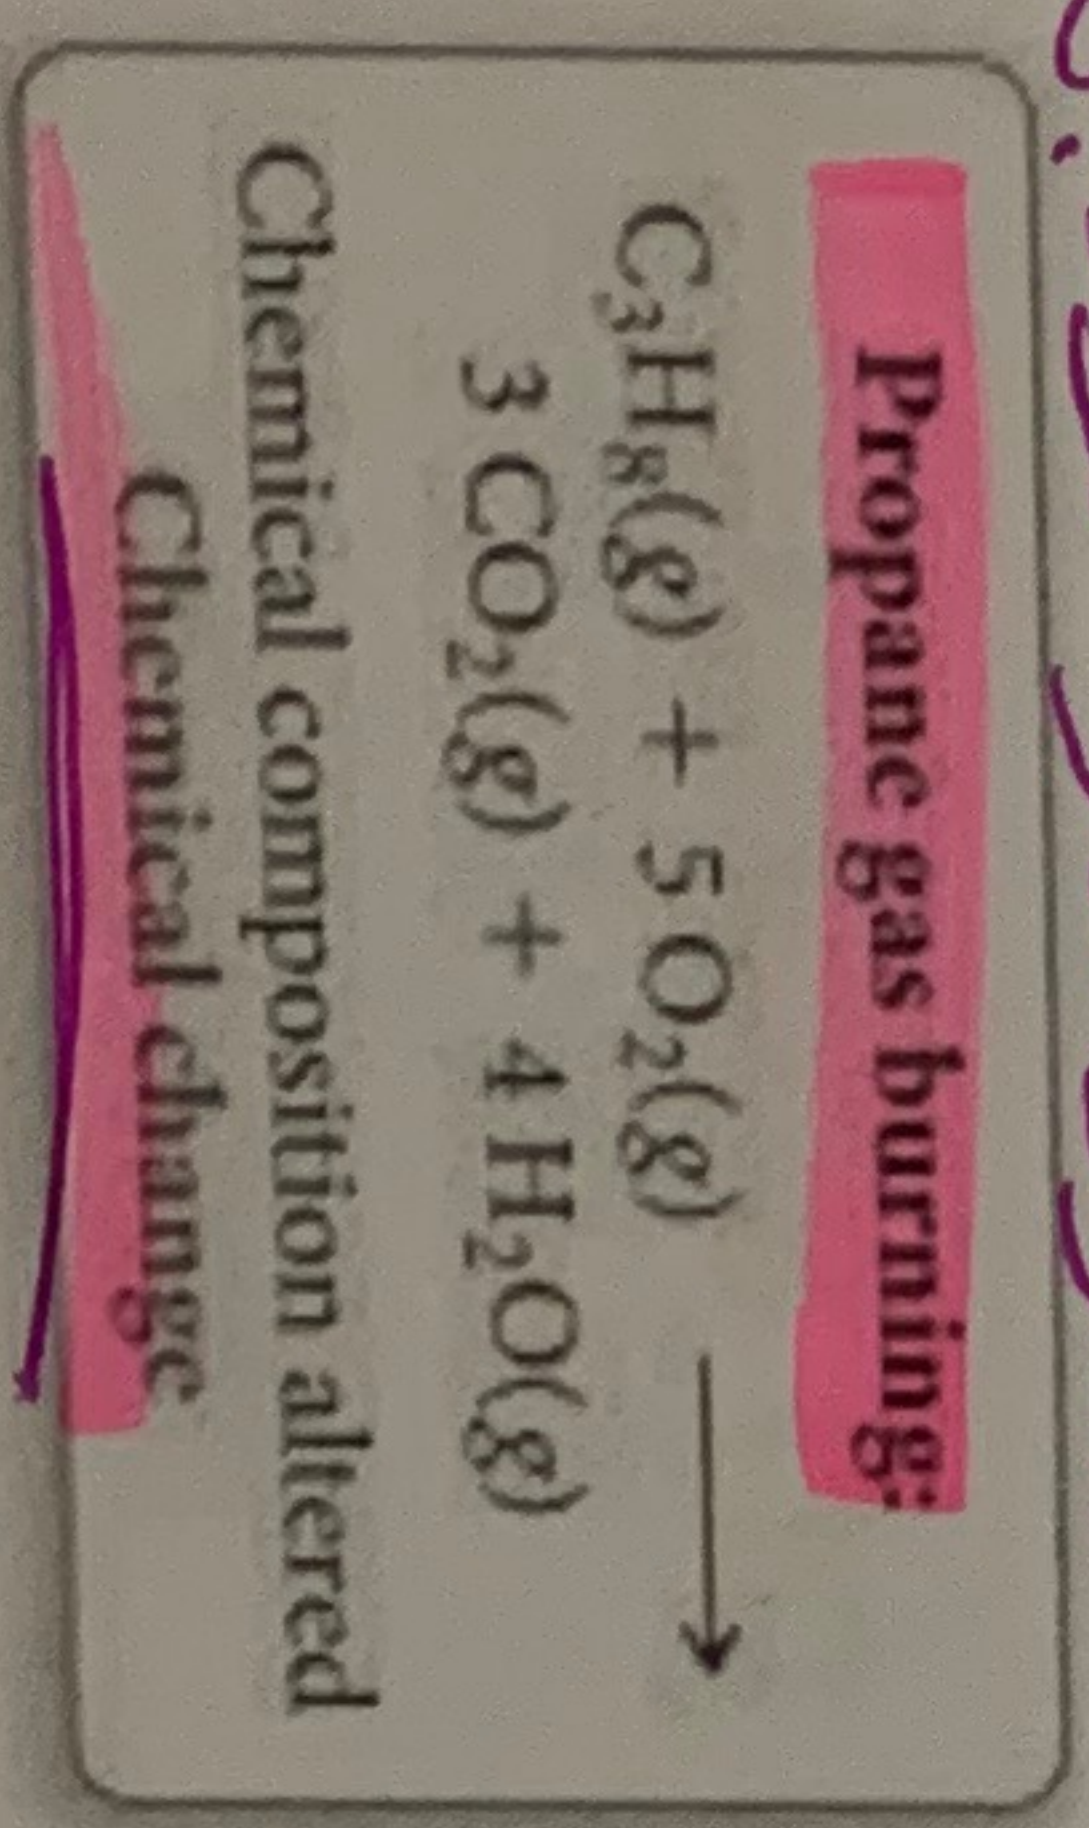 Propane gas burning:
C₃H₈(g) + 5 O₂(g) ⟶
3 CO₂(g) + 4 H₂O(g)
Chemical composition altered
Chemical change